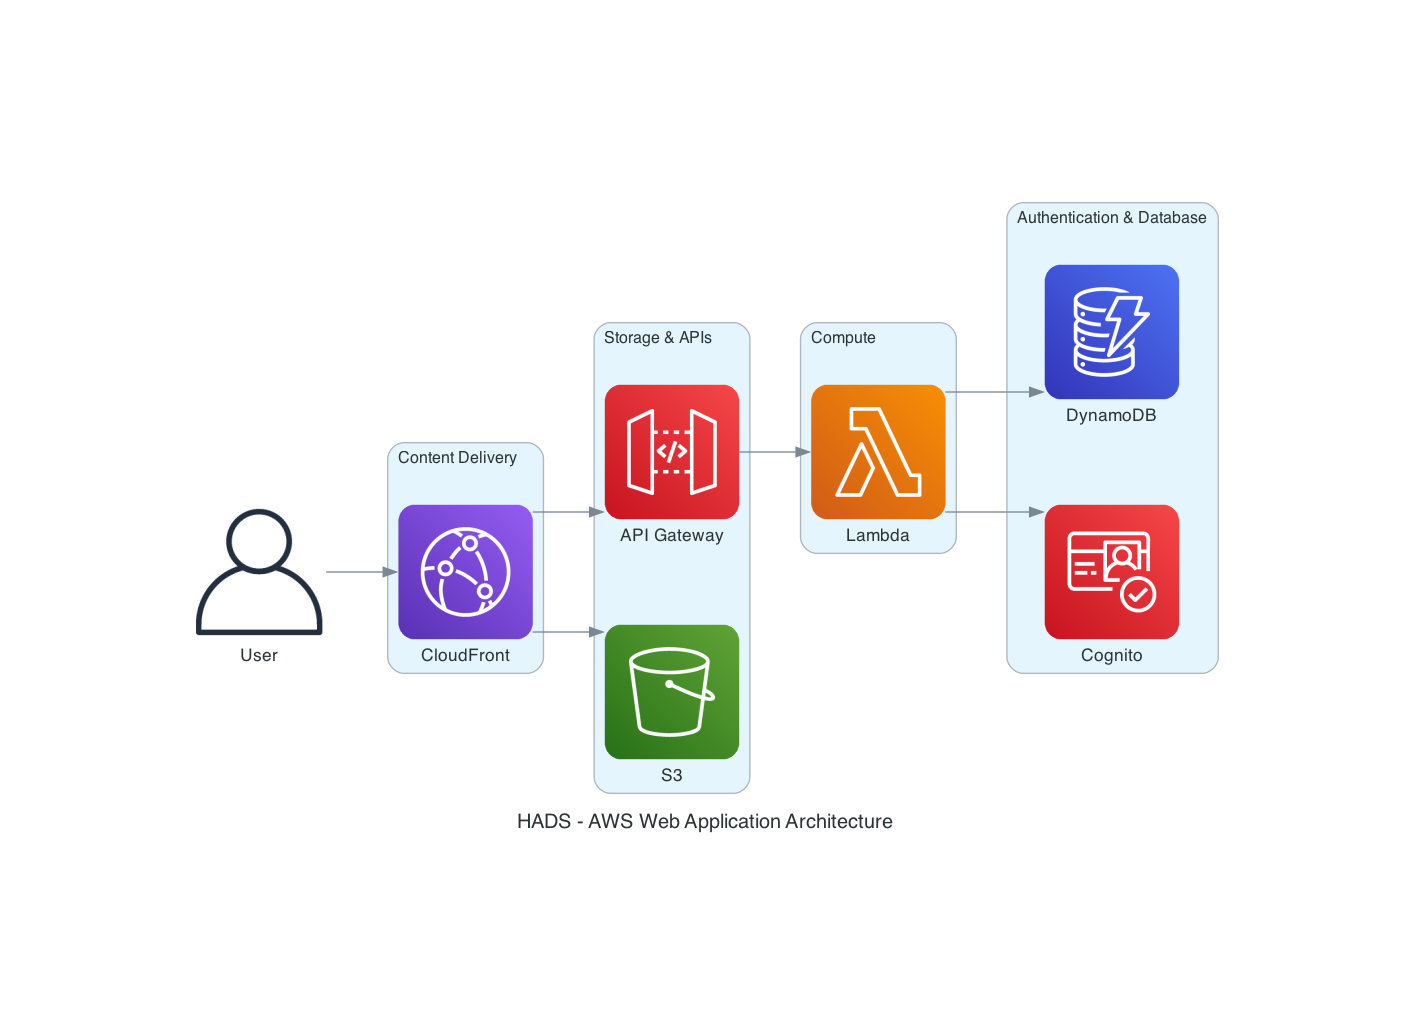 Authentication & Database
DynamoDB
Storage & APIs
Compute
API Gateway
Lambda
Content Delivery
User
CloudFront
Cognito
S3
HADS - AWS Web Application Architecture